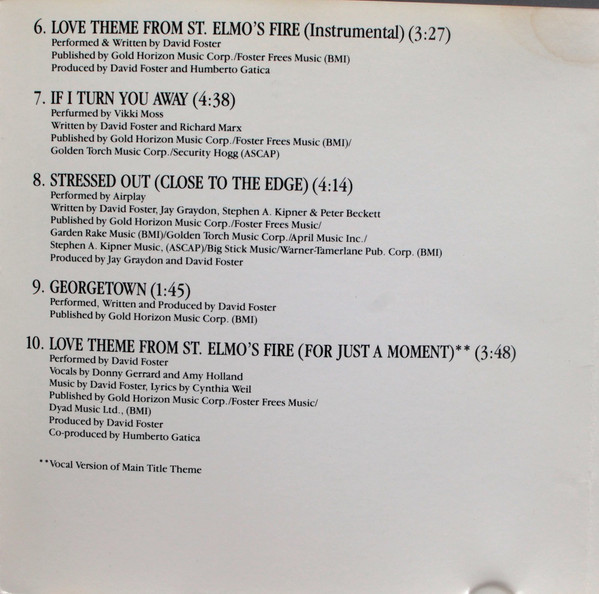 6. LOVE THEME FROM ST. ELMO'S FIRE (Instrumental) (3:27)
Performed & Written by David Foster
Published by Gold Horizon Music Corp./Foster Frees Music (BMI)
Produced by David Foster and Humberto Gatica
7. IF I TURN YOU AWAY (4:38)
Perfurmed by Vikki Moss
Written by David Foster and Richard Marx
Published by Gold Horizon Music Corp./Foster Frees Music (BMI)/
Golden Torch Music Corp./Security Hogg (ASCAP)
8. STRESSED OUT (CLOSE TO THE EDGE) (4:14)
Performed by Airplay
Written by David Foster, Jay Graydon, Stephen A. Kipner & Peter Beckett
Published by Gold Horizon Music Corp./Foster Frees Music/
Garden Rake Music (BMI)/Golden Torch Music Corp./April Music Inc./
Stephen A. Kipner Music, (ASCAP)/Big Stick Music/Warner-Tamerlane Pub. Corp. (BMI)
Produced by Jay Graydon and David Foster
9. GEORGETOWN (1:45)
Performed, Written and Produced by David Foster
Published by Gold Horizon Music Corp. (BMI)
10. LOVE THEME FROM ST. ELMO'S FIRE (FOR JUST A MOMENT)** (3:48)
Performed by David Foster
Vocals by Donny Gerrard and Amy Holland
Music by David Foster, Lyrics by Cynthia Weil
Published by Gold Horizon Music Corp./Foster Frees Music/
Dyad Music Ltd., (BMI)
Produced by David Foster
Co-produced by Humberto Gatica
**Vocal Version of Main Title Theme